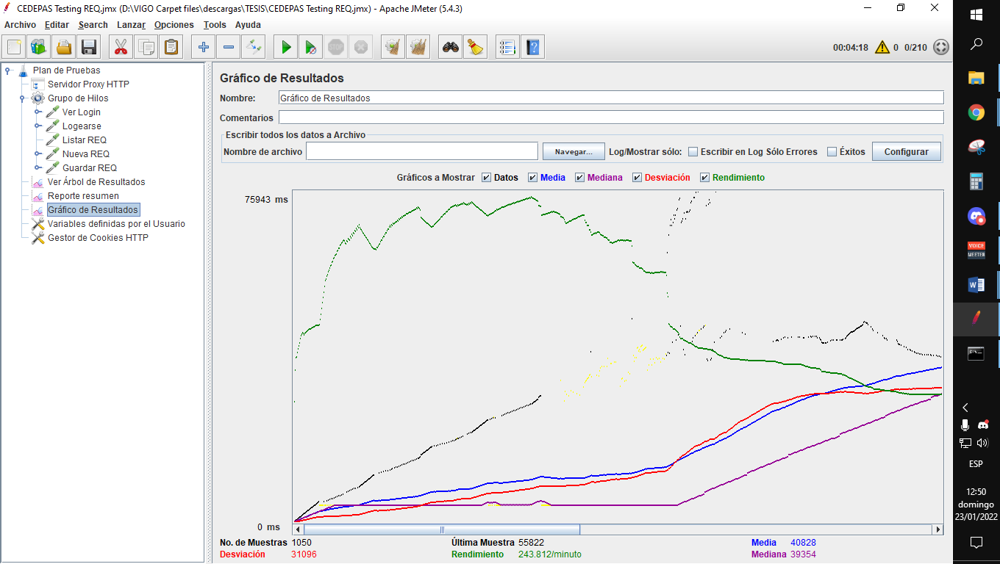 CEDEPAS Testing REQ.jmx (D:\VIGO Carpet files\descargas\TESIS\CEDEPAS Testing REQ.jmx) - Apache JMeter (5.4.3)
Archivo Editar Search Lanzar Opciones Tools Ayuda
00:04:18 0 0/210
Plan de Pruebas
Servidor Proxy HTTP
Grupo de Hilos
Ver Login
Logearse
Listar REQ
Nueva REQ
Guardar REQ
Ver Árbol de Resultados
Reporte resumen
Gráfico de Resultados
Variables definidas por el Usuario
Gestor de Cookies HTTP
Gráfico de Resultados
Nombre: Gráfico de Resultados
Comentarios
Escribir todos los datos a Archivo
Nombre de archivo Navegar... Log/Mostrar sólo: Escribir en Log Sólo Errores Éxitos Configurar
Gráficos a Mostrar Datos Media Mediana Desviación Rendimiento
75943 ms
0 ms
No. de Muestras 1050 Última Muestra 55822 Media 40828
Desviación 31096 Rendimiento 243.812/minuto Mediana 39354
VOICE
MEETER
W
ESP
12:50
domingo
23/01/2022